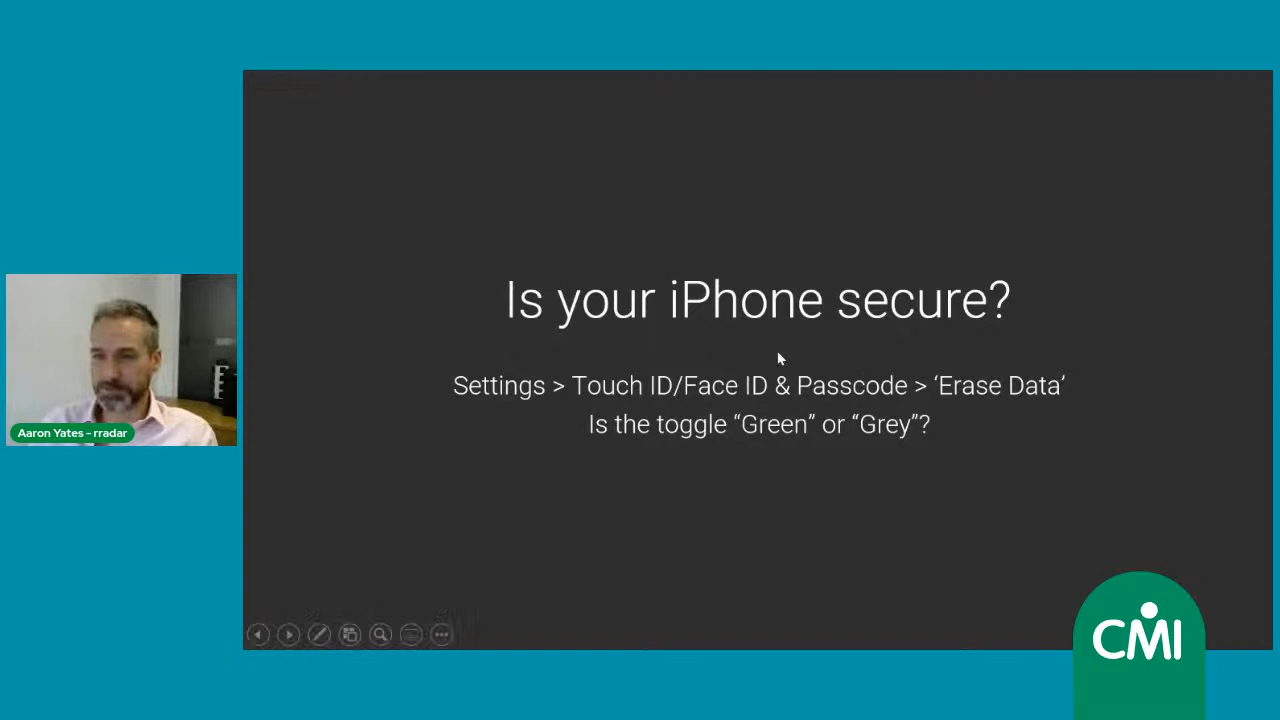 Is your iPhone secure?
Settings > Touch ID/Face ID & Passcode > ‘Erase Data’
Is the toggle “Green” or “Grey”?
Aaron Yates - rradar
CMI